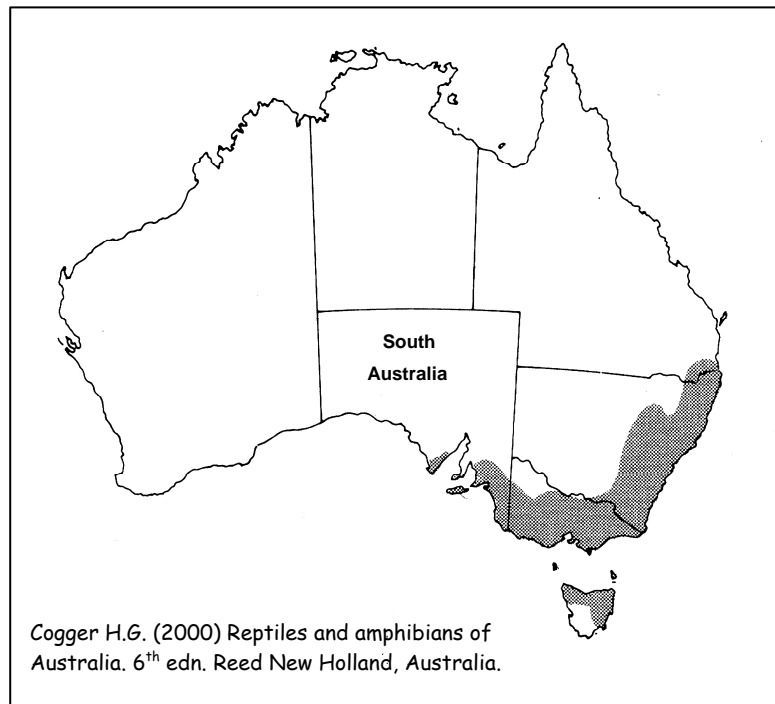 South
Australia
Cogger H.G. (2000) Reptiles and amphibians of
Australia. 6th edn. Reed New Holland, Australia.